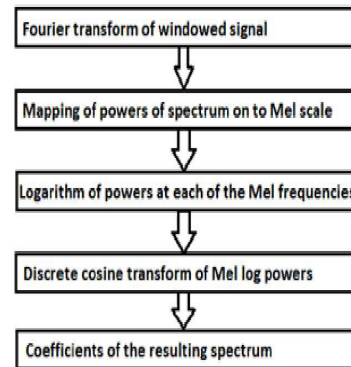 Fourier transform of windowed signal
Mapping of powers of spectrum on to Mel scale
Logarithm of powers at each of the Mel frequencies
Discrete cosine transform of Mel log powers
Coefficients of the resulting spectrum